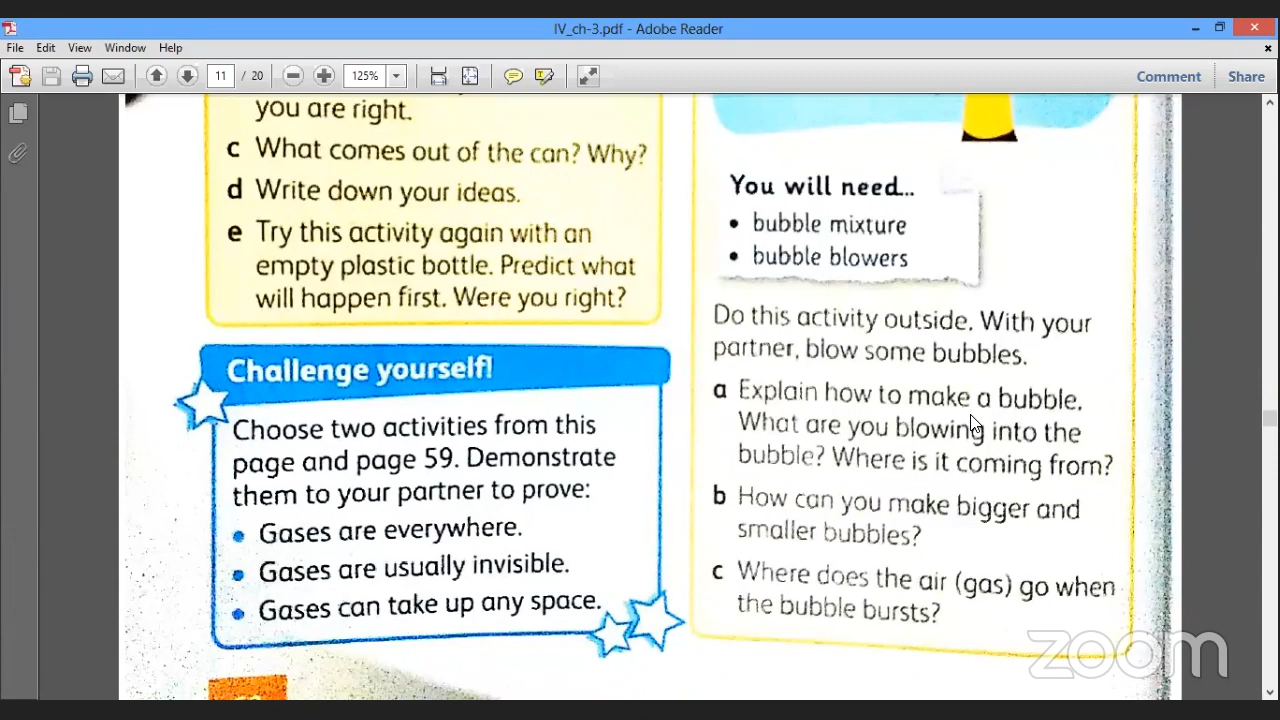 IV_ch-3.pdf - Adobe Reader
File Edit View Window Help
11 / 20 125% Comment Share
you are right.
c What comes out of the can? Why?
d Write down your ideas.
e Try this activity again with an
empty plastic bottle. Predict what
will happen first. Were you right?
Challenge yourself!
Choose two activities from this
page and page 59. Demonstrate
them to your partner to prove:
• Gases are everywhere.
• Gases are usually invisible.
• Gases can take up any space.
You will need...
• bubble mixture
• bubble blowers
Do this activity outside. With your
partner, blow some bubbles.
a Explain how to make a bubble.
What are you blowing into the
bubble? Where is it coming from?
b How can you make bigger and
smaller bubbles?
c Where does the air (gas) go when
the bubble bursts?
zoom